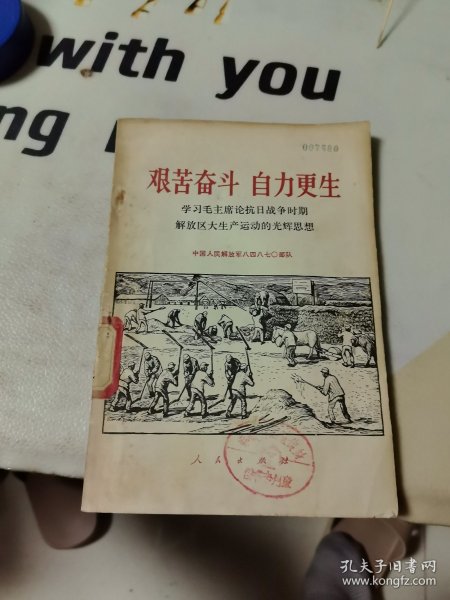 with you
ng
007590
艰苦奋斗 自力更生
学习毛主席论抗日战争时期
解放区大生产运动的光辉思想
中国人民解放军八四八七〇部队
人民出版社
孔夫子旧书网
www.kongfz.com